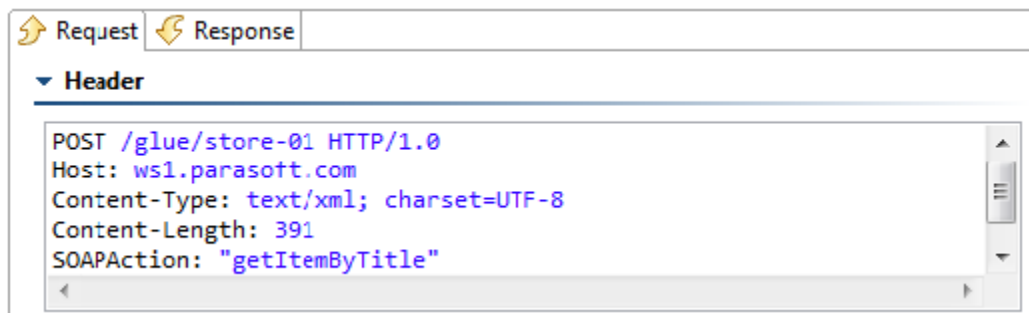 Request Response
Header
POST /glue/store-01 HTTP/1.0
Host: ws1.parasoft.com
Content-Type: text/xml; charset=UTF-8
Content-Length: 391
SOAPAction: "getItemByTitle"